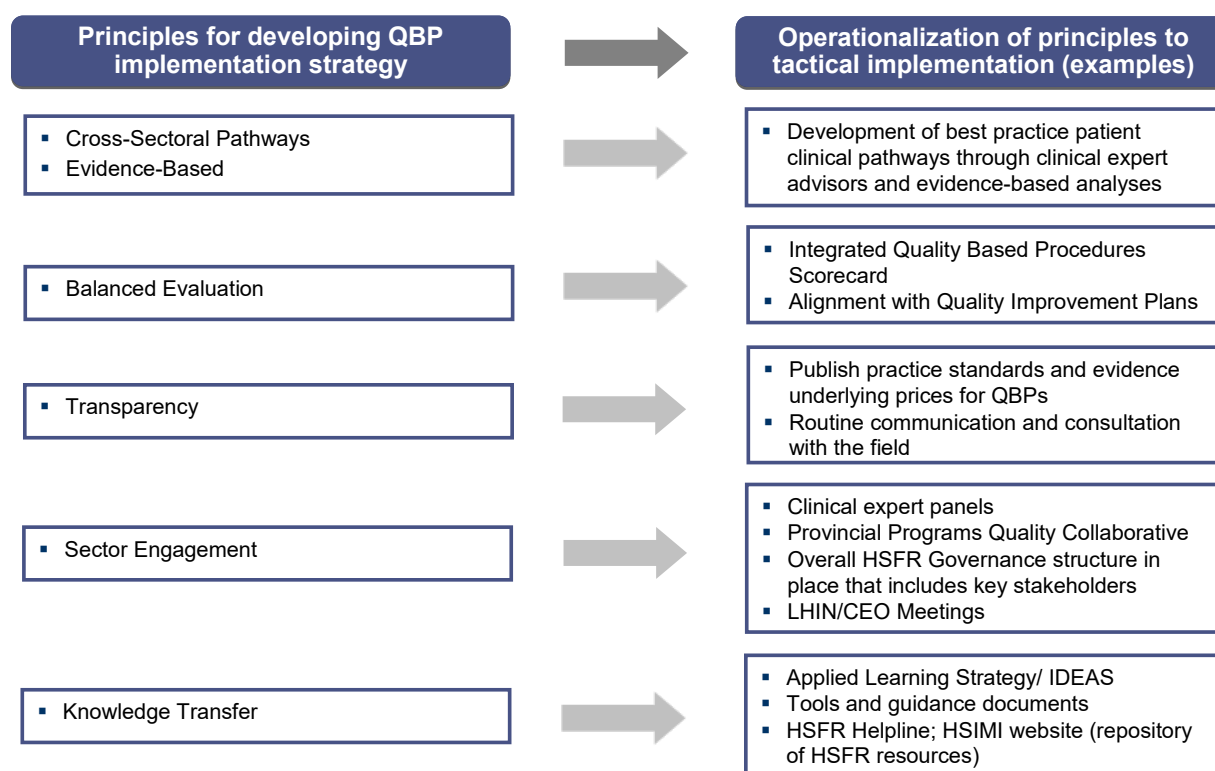 Principles for developing QBP
implementation strategy
Operationalization of principles to
tactical implementation (examples)
▪ Cross-Sectoral Pathways
▪ Evidence-Based
▪ Development of best practice patient
clinical pathways through clinical expert
advisors and evidence-based analyses
▪ Balanced Evaluation
▪ Integrated Quality Based Procedures
Scorecard
▪ Alignment with Quality Improvement Plans
▪ Transparency
▪ Publish practice standards and evidence
underlying prices for QBPs
▪ Routine communication and consultation
with the field
▪ Sector Engagement
▪ Clinical expert panels
▪ Provincial Programs Quality Collaborative
▪ Overall HSFR Governance structure in
place that includes key stakeholders
▪ LHIN/CEO Meetings
▪ Knowledge Transfer
▪ Applied Learning Strategy/ IDEAS
▪ Tools and guidance documents
▪ HSFR Helpline; HSIMI website (repository
of HSFR resources)